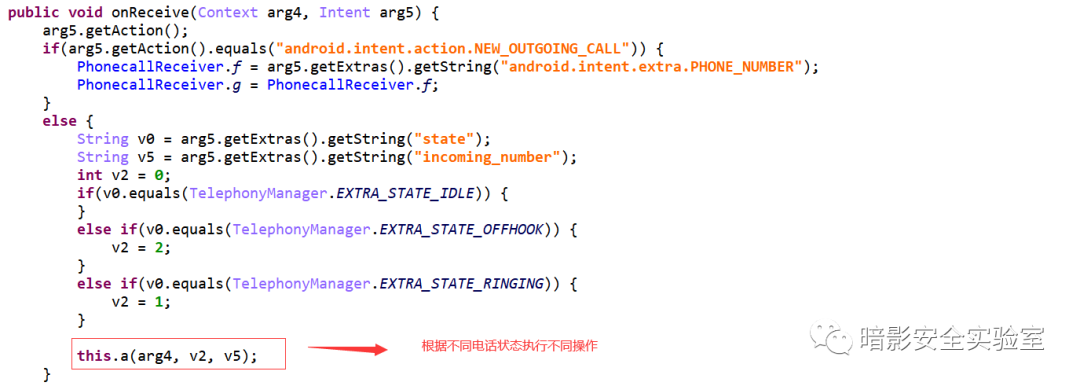 public void onReceive(Context arg4, Intent arg5) {
    arg5.getAction();
    if(arg5.getAction().equals("android.intent.action.NEW_OUTGOING_CALL")) {
        PhonecallReceiver.f = arg5.getExtras().getString("android.intent.extra.PHONE_NUMBER");
        PhonecallReceiver.g = PhonecallReceiver.f;
    }
    else {
        String v0 = arg5.getExtras().getString("state");
        String v5 = arg5.getExtras().getString("incoming_number");
        int v2 = 0;
        if(v0.equals(TelephonyManager.EXTRA_STATE_IDLE)) {
        }
        else if(v0.equals(TelephonyManager.EXTRA_STATE_OFFHOOK)) {
            v2 = 2;
        }
        else if(v0.equals(TelephonyManager.EXTRA_STATE_RINGING)) {
            v2 = 1;
        }
        this.a(arg4, v2, v5);
根据不同电话状态执行不同操作
    }
暗影安全实验室